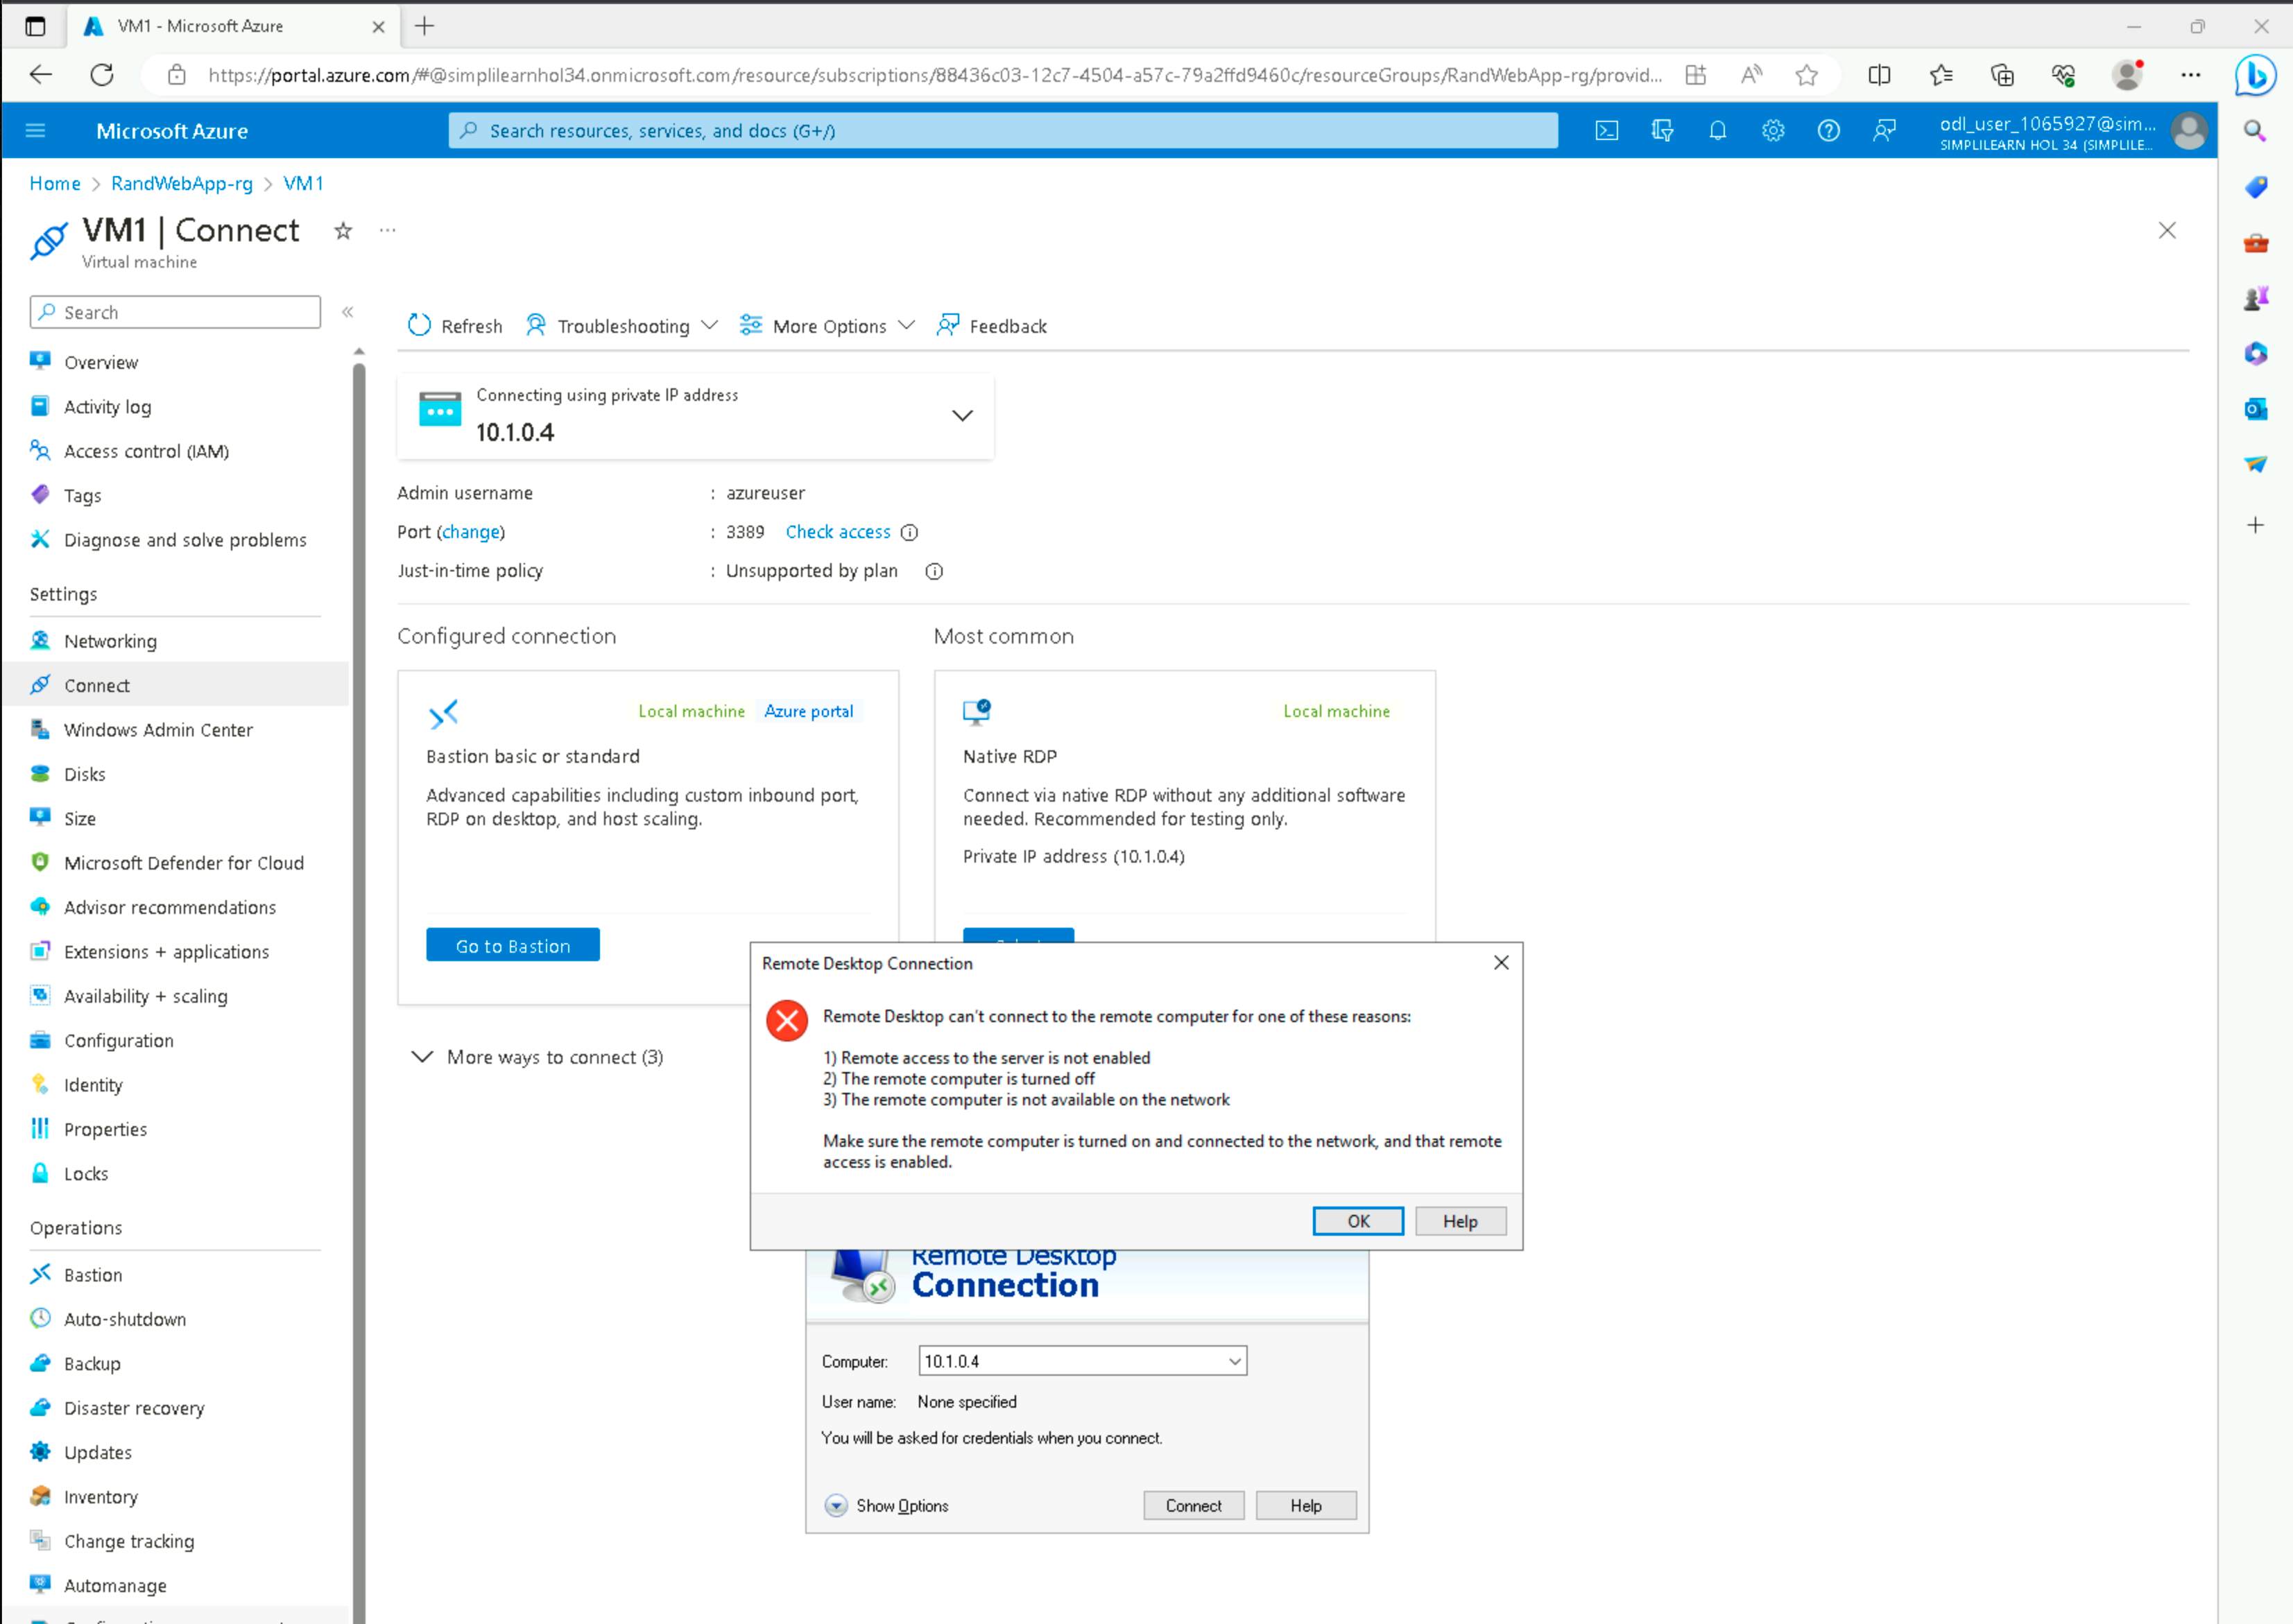 VM1 - Microsoft Azure
https://portal.azure.com/#@simplilearnhol34.onmicrosoft.com/resource/subscriptions/88436c03-12c7-4504-a57c-79a2ffd9460c/resourceGroups/RandWebApp-rg/provid...
Microsoft Azure
Search resources, services, and docs (G+/)
odl_user_1065927@sim...
SIMPLILEARN HOL 34 (SIMPLILE...
Home > RandWebApp-rg > VM1
VM1 | Connect
Virtual machine
Search
Overview
Activity log
Access control (IAM)
Tags
Diagnose and solve problems
Settings
Networking
Connect
Windows Admin Center
Disks
Size
Microsoft Defender for Cloud
Advisor recommendations
Extensions + applications
Availability + scaling
Configuration
Identity
Properties
Locks
Operations
Bastion
Auto-shutdown
Backup
Disaster recovery
Updates
Inventory
Change tracking
Automanage
Refresh Troubleshooting More Options Feedback
Connecting using private IP address
10.1.0.4
Admin username : azureuser
Port (change) : 3389 Check access
Just-in-time policy : Unsupported by plan
Configured connection
Local machine Azure portal
Bastion basic or standard
Advanced capabilities including custom inbound port,
RDP on desktop, and host scaling.
Go to Bastion
Most common
Local machine
Native RDP
Connect via native RDP without any additional software
needed. Recommended for testing only.
Private IP address (10.1.0.4)
More ways to connect (3)
Remote Desktop Connection
Remote Desktop can't connect to the remote computer for one of these reasons:
1) Remote access to the server is not enabled
2) The remote computer is turned off
3) The remote computer is not available on the network
Make sure the remote computer is turned on and connected to the network, and that remote
access is enabled.
OK Help
Remote Desktop
Connection
Computer: 10.1.0.4
User name: None specified
You will be asked for credentials when you connect.
Show Options Connect Help